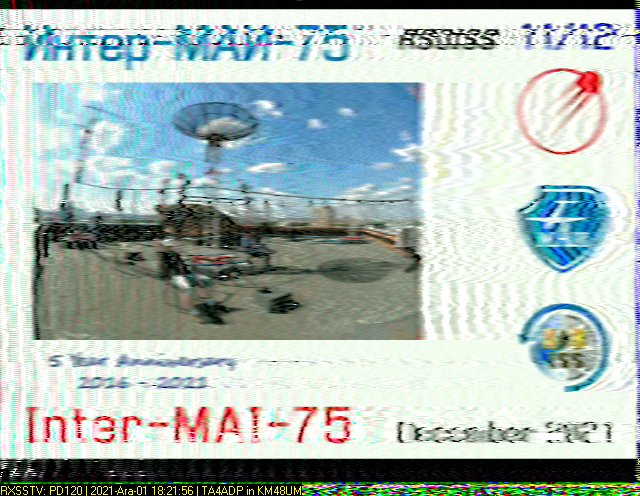 Интер-МАИ-75 RS0ISS 11/12
5 Year Anniversary
2016 - 2021
Inter-MAI-75 December 2021
RXSSTV: PD120 | 2021-Ara-01 18:21:56 | TA4ADP in KM48UM